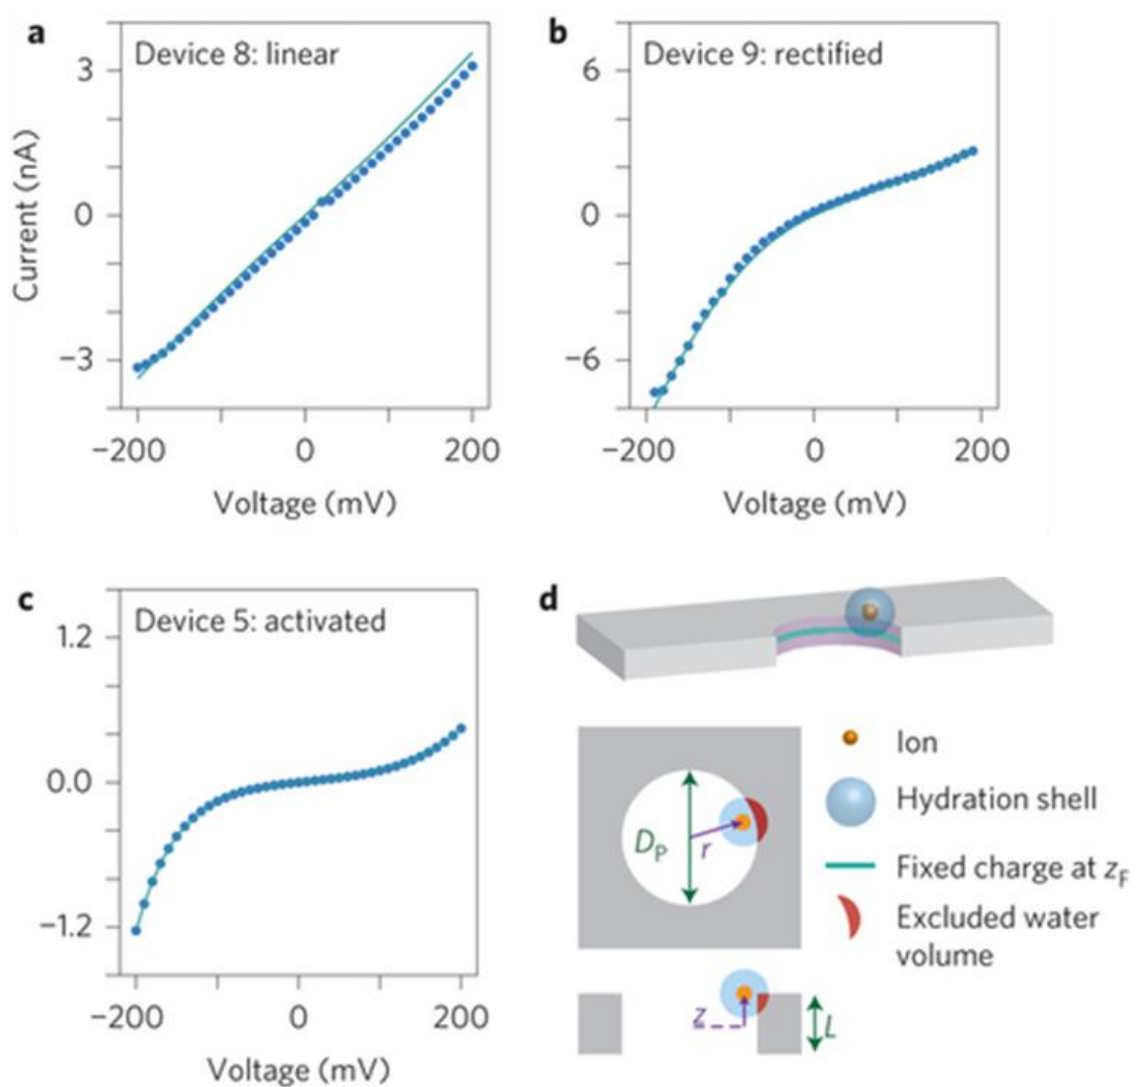 a
Device 8: linear
3
0
−3
Current (nA)
−200
0
200
Voltage (mV)
b
Device 9: rectified
6
0
−6
−200
0
200
Voltage (mV)
c
Device 5: activated
1.2
0.0
−1.2
−200
0
200
Voltage (mV)
d
Ion
Hydration shell
Fixed charge at zF
Excluded water
volume
DP
r
z
L